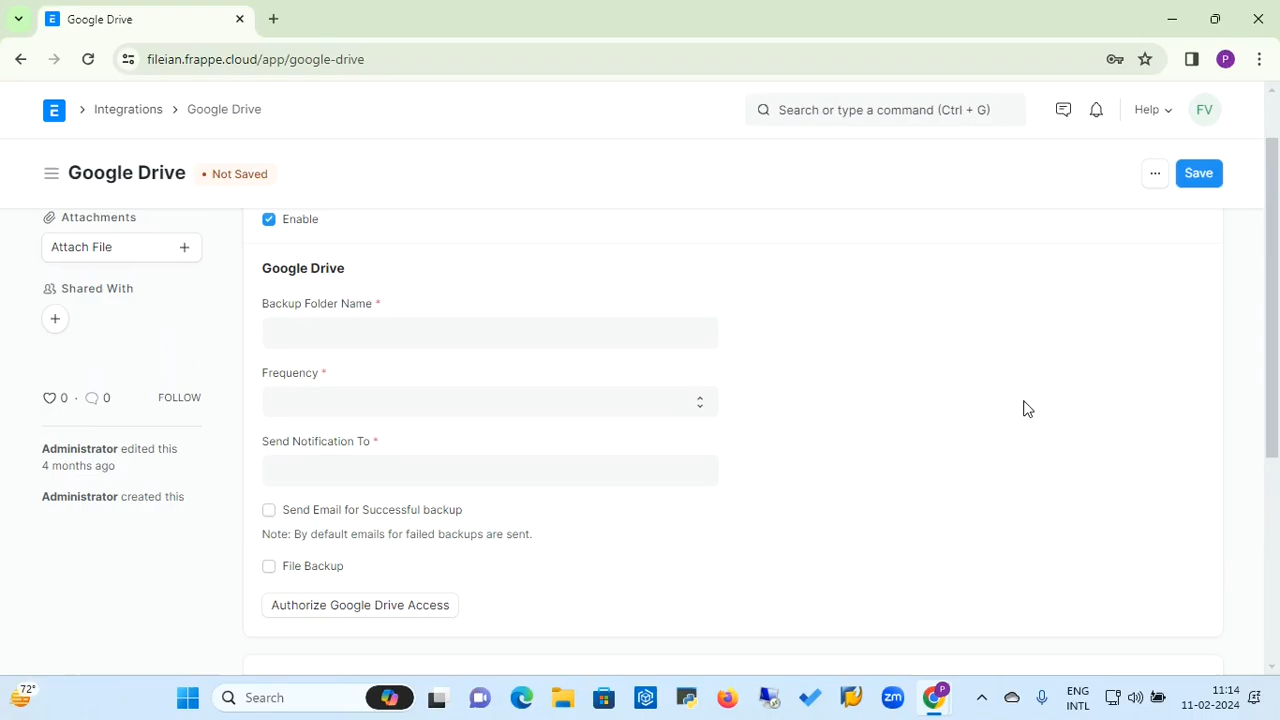 Google Drive
fileian.frappe.cloud/app/google-drive
P
E
Integrations
Google Drive
Search or type a command (Ctrl + G)
Help
FV
Google Drive
Not Saved
...
Save
Attachments
Enable
Attach File
Google Drive
Shared With
Backup Folder Name *
Frequency *
0 · 0
FOLLOW
Send Notification To *
Administrator edited this
4 months ago
Administrator created this
Send Email for Successful backup
Note: By default emails for failed backups are sent.
File Backup
Authorize Google Drive Access
72°
Search
zm
P
ENG
INTL
11:14
11-02-2024